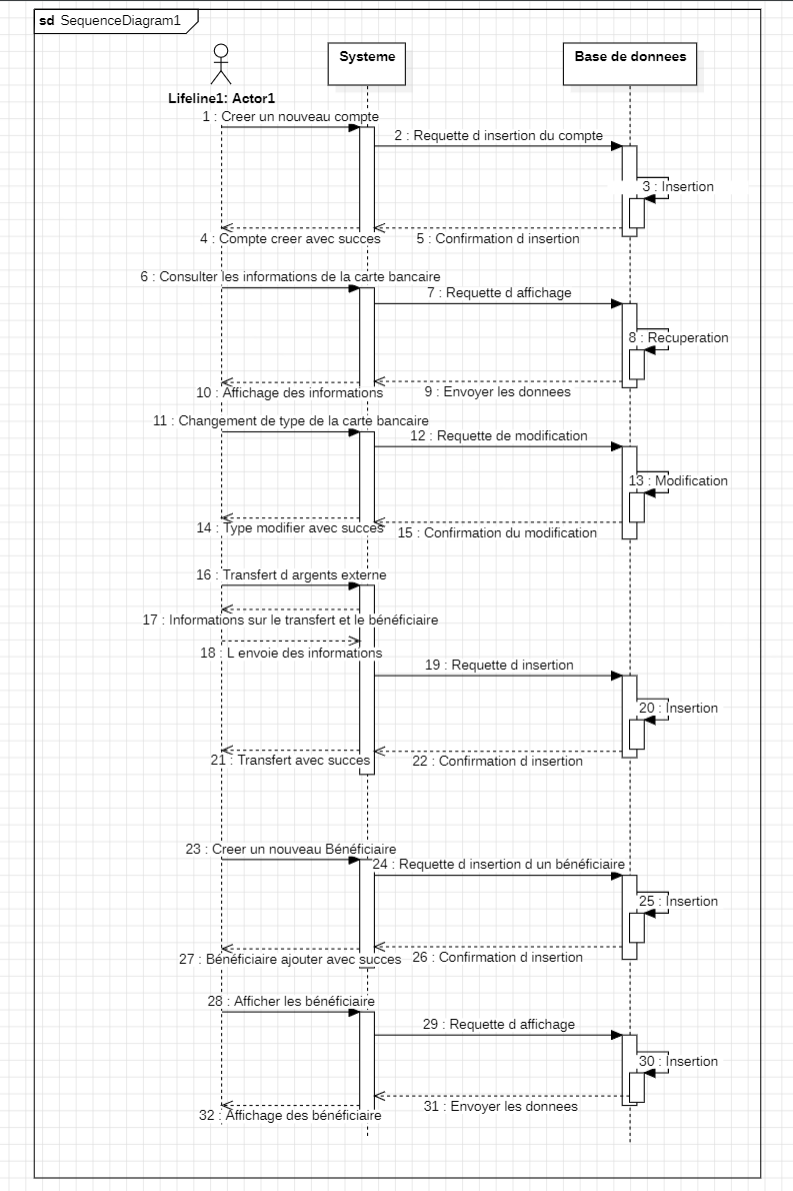 sd SequenceDiagram1
Systeme
Base de donnees
Lifeline1: Actor1
1 : Creer un nouveau compte
2 : Requette d insertion du compte
3 : Insertion
4 : Compte creer avec succes
5 : Confirmation d insertion
6 : Consulter les informations de la carte bancaire
7 : Requette d affichage
8 : Recuperation
10 : Affichage des informations
9 : Envoyer les donnees
11 : Changement de type de la carte bancaire
12 : Requette de modification
13 : Modification
14 : Type modifier avec succes
15 : Confirmation du modification
16 : Transfert d argents externe
17 : Informations sur le transfert et le bénéficiaire
18 : L envoie des informations
19 : Requette d insertion
20 : Insertion
21 : Transfert avec succes
22 : Confirmation d insertion
23 : Creer un nouveau Bénéficiaire
24 : Requette d insertion d un bénéficiaire
25 : Insertion
27 : Bénéficiaire ajouter avec succes
26 : Confirmation d insertion
28 : Afficher les bénéficiaire
29 : Requette d affichage
30 : Insertion
31 : Envoyer les donnees
32 : Affichage des bénéficiaire